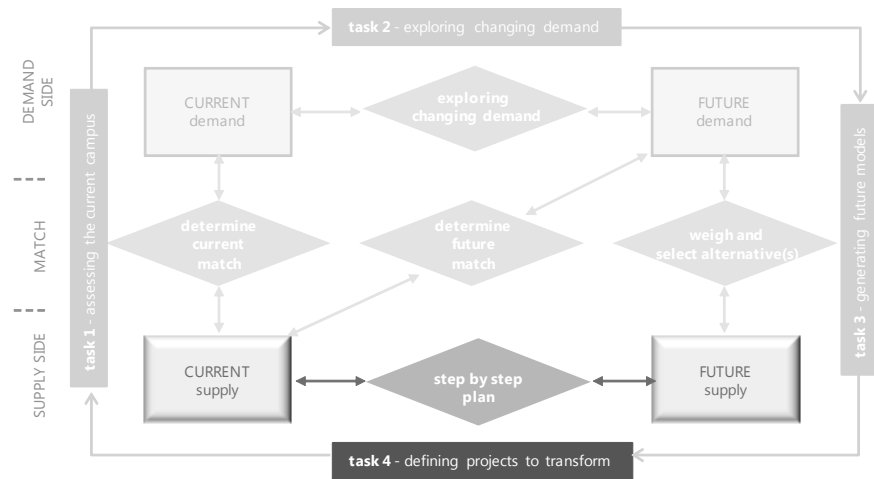 task 2 - exploring changing demand
DEMAND
SIDE
CURRENT
demand
exploring
changing demand
FUTURE
demand
task 1 - assessing the current campus
MATCH
determine
current
match
determine
future
match
weigh and
select alternative(s)
task 3 - generating future models
SUPPLY SIDE
CURRENT
supply
step by step
plan
FUTURE
supply
task 4 - defining projects to transform